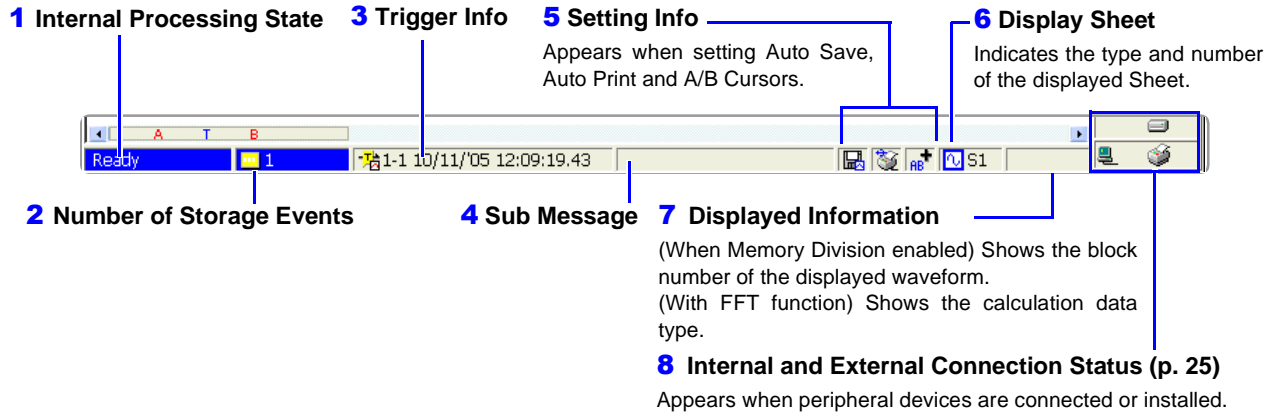 1 Internal Processing State
3 Trigger Info
5 Setting Info
Appears when setting Auto Save,
Auto Print and A/B Cursors.
6 Display Sheet
Indicates the type and number
of the displayed Sheet.
A T B
Ready 1 1-1 10/11/'05 12:09:19.43 AB S1
2 Number of Storage Events
4 Sub Message
7 Displayed Information
(When Memory Division enabled) Shows the block
number of the displayed waveform.
(With FFT function) Shows the calculation data
type.
8 Internal and External Connection Status (p. 25)
Appears when peripheral devices are connected or installed.